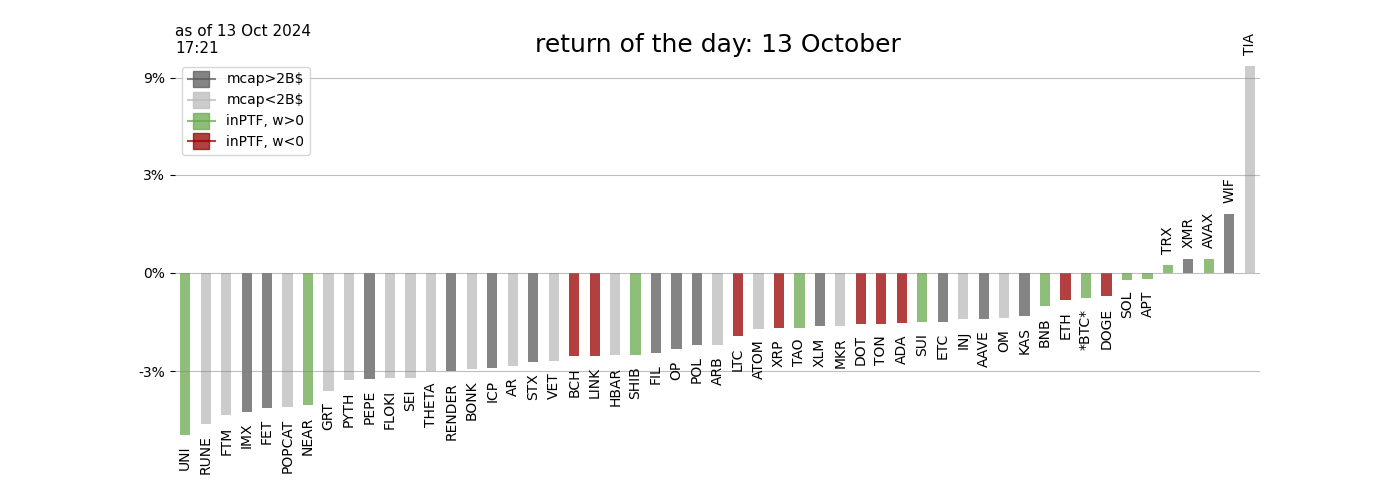 as of 13 Oct 2024
17:21
return of the day: 13 October
mcap>2B$
mcap<2B$
inPTF, w>0
inPTF, w<0
9%
3%
0%
-3%
UNI
RUNE
FTM
IMX
FET
POPCAT
NEAR
GRT
PYTH
PEPE
FLOKI
SEI
THETA
RENDER
BONK
ICP
AR
STX
VET
BCH
LINK
HBAR
SHIB
FIL
OP
POL
ARB
LTC
ATOM
XRP
TAO
XLM
MKR
DOT
TON
ADA
SUI
ETC
INJ
AAVE
OM
KAS
BNB
ETH
*BTC*
DOGE
SOL
APT
TRX
XMR
AVAX
WIF
TIA